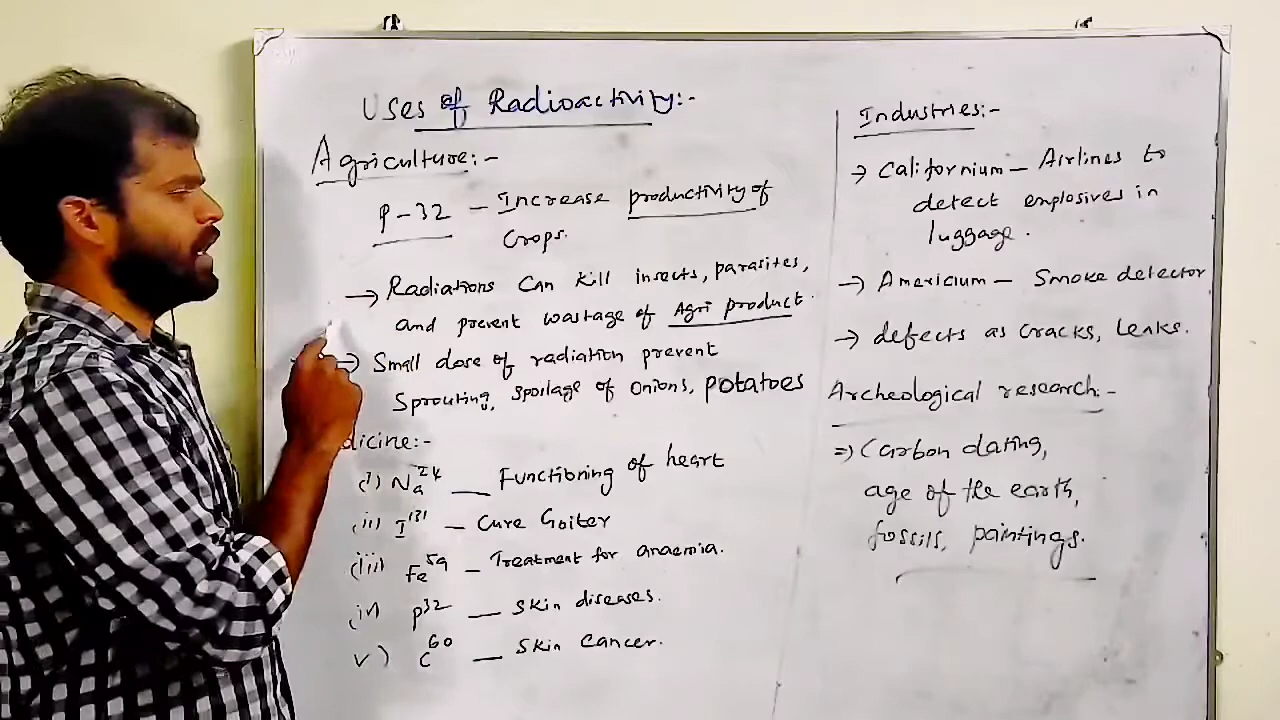 Uses of Radioactivity:-
Agriculture:-
P-32 - Increase productivity of
Crops.
→ Radiations can kill insects, parasites,
and prevent wastage of Agri product.
→ Small dose of radiation prevent
Sprouting, spoilage of onions, potatoes
dicine:-
(i) Na²⁴ — Functioning of heart
(ii) I¹³¹ - Cure Goiter
(iii) Fe⁵⁹ - Treatment for anaemia.
(iv) P³² — Skin diseases.
v) C⁶⁰ — Skin cancer.
Industries:-
→ Californium - Airlines to
detect explosives in
luggage.
→ Americium - Smoke detector
→ defects as cracks, leaks.
Archeological research:-
⇒ Carbon dating,
age of the earth,
fossils, paintings.